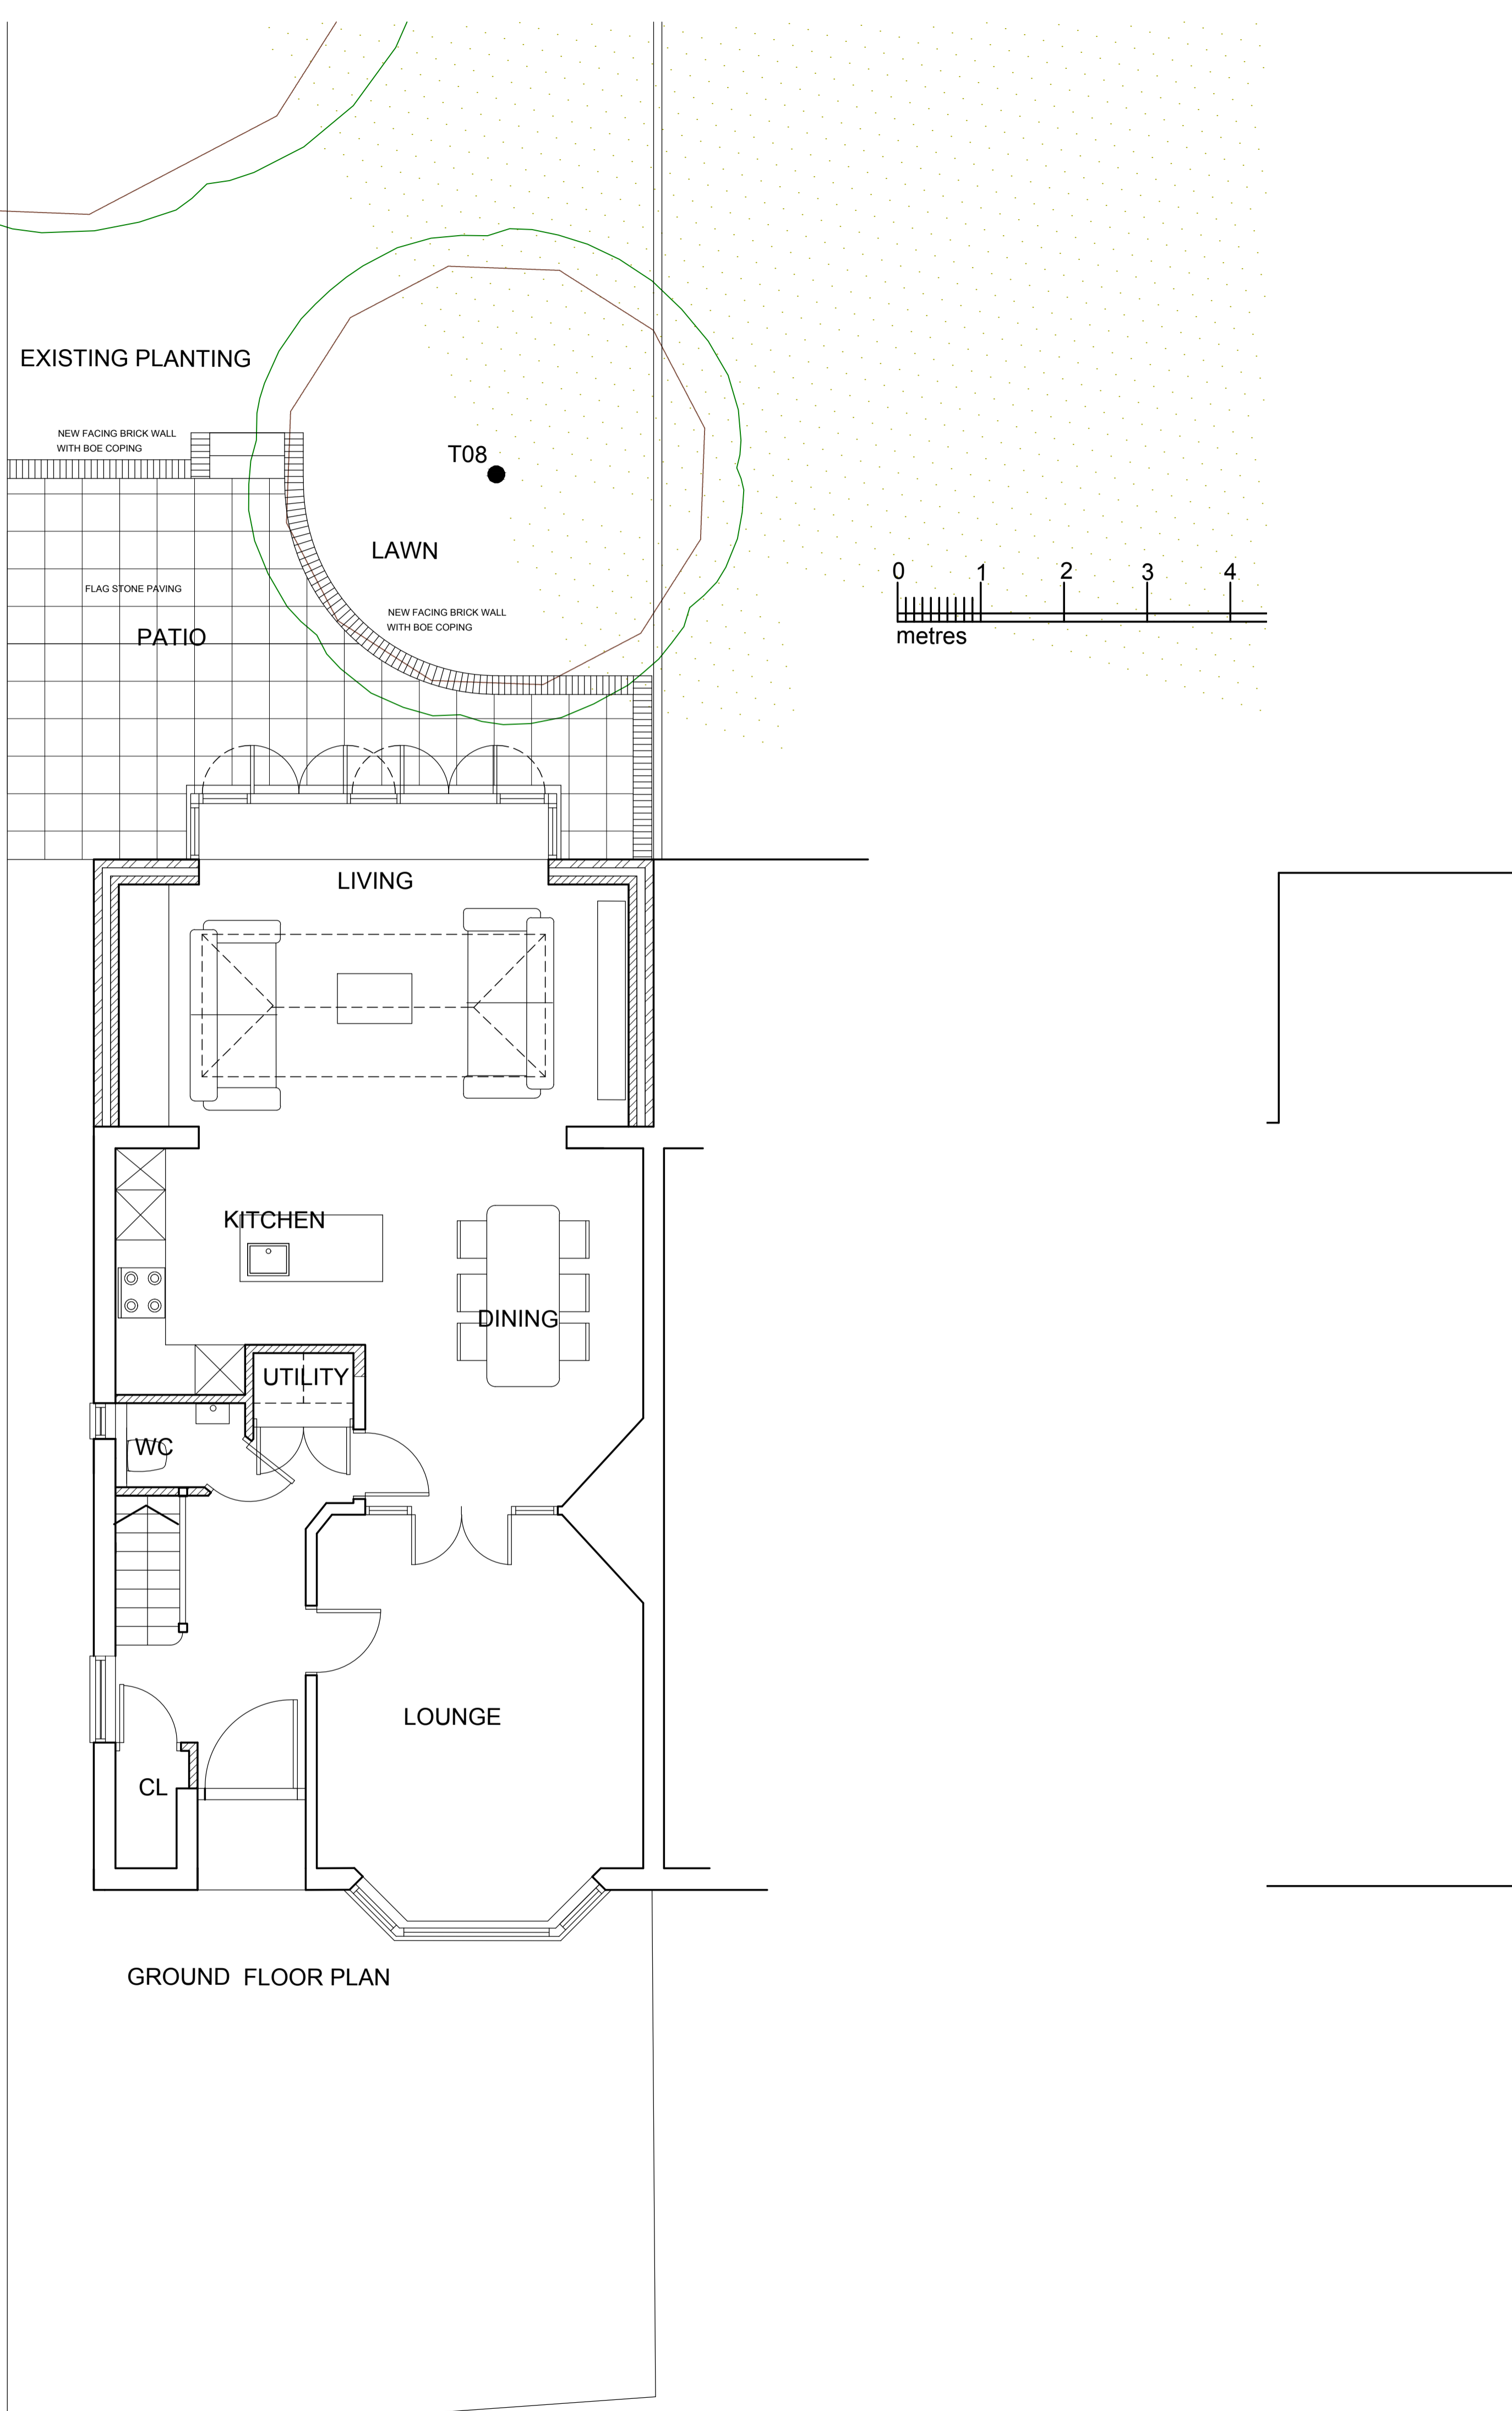 EXISTING PLANTING
NEW FACING BRICK WALL
WITH BOE COPING
T08
LAWN
FLAG STONE PAVING
NEW FACING BRICK WALL
WITH BOE COPING
PATIO
0 1 2 3 4
metres
LIVING
KITCHEN
DINING
UTILITY
WC
LOUNGE
CL
GROUND FLOOR PLAN